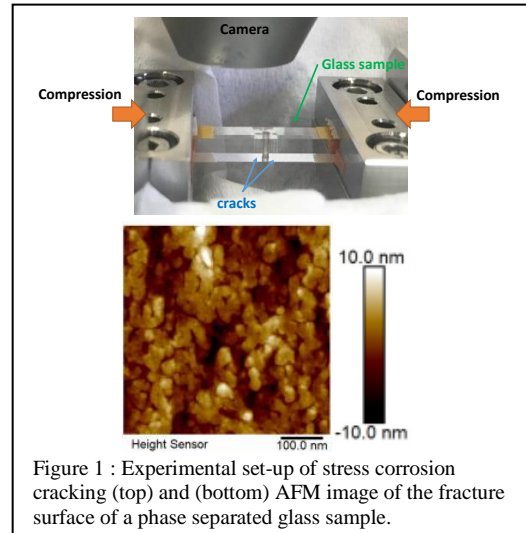 Camera
Glass sample
Compression
Compression
cracks
10.0 nm
-10.0 nm
Height Sensor
100.0 nm
Figure 1 : Experimental set-up of stress corrosion
cracking (top) and (bottom) AFM image of the fracture
surface of a phase separated glass sample.